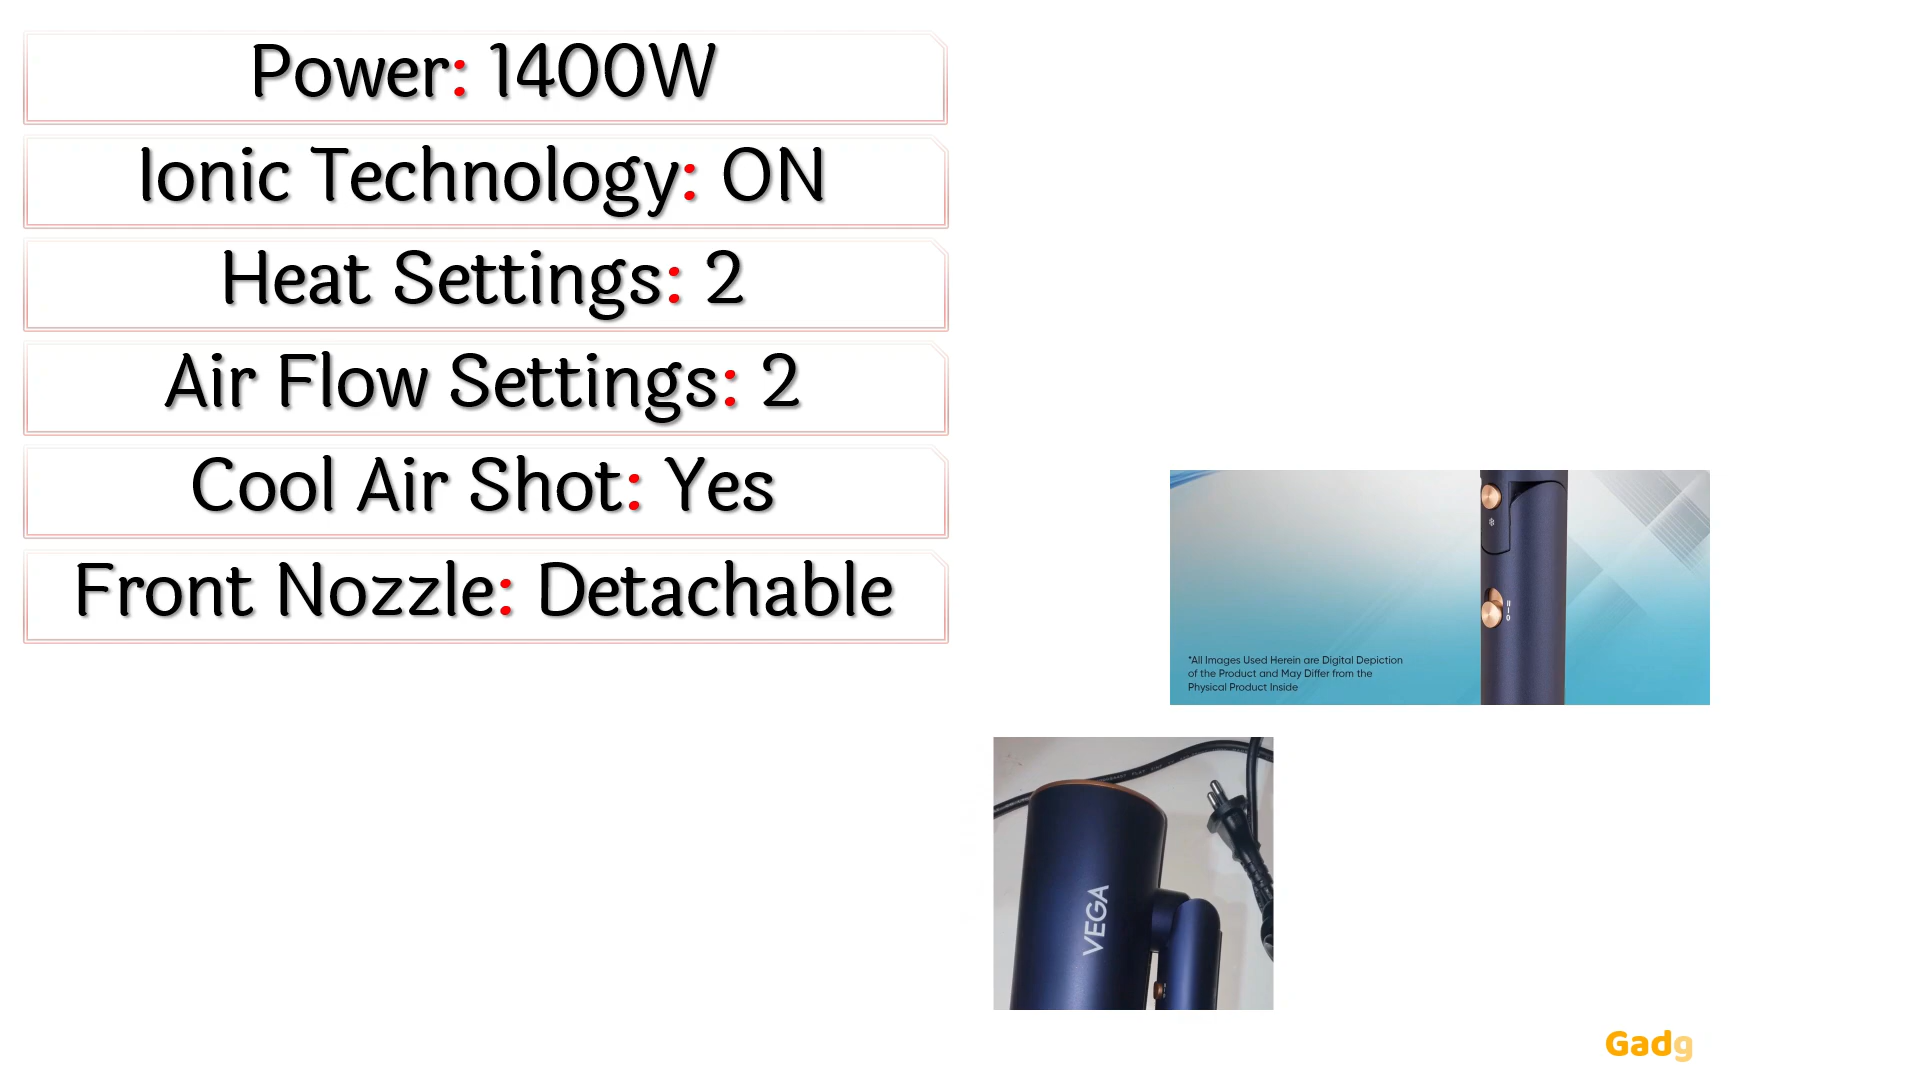 Power: 1400W
Ionic Technology: ON
Heat Settings: 2
Air Flow Settings: 2
Cool Air Shot: Yes
Front Nozzle: Detachable
II
I
0
*All Images Used Herein are Digital Depiction
of the Product and May Differ from the
Physical Product Inside
VEGA
Gadg